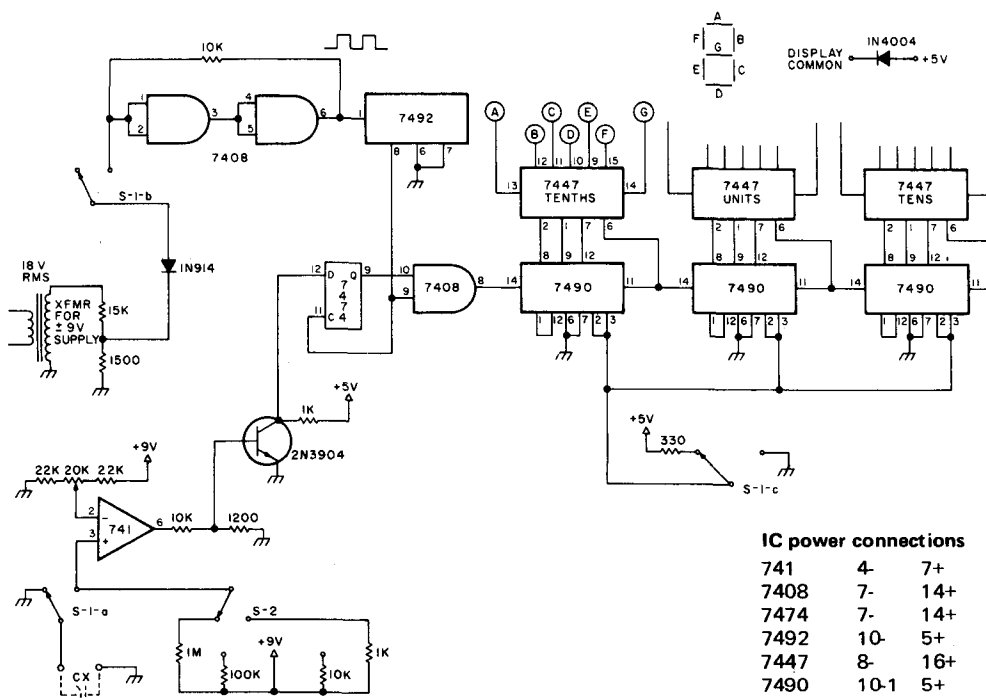 10K
1
2
3
4
5
6
7408
1
7492
8
6
7
A
F
B
G
E
C
D
DISPLAY
COMMON
1N4004
+5V
A
B
C
D
E
F
G
12
11
10
9
15
13
7447
TENTHS
14
7447
UNITS
7447
TENS
2
1
7
6
2
1
7
6
2
1
7
6
S-1-b
1N914
18 V
RMS
XFMR
FOR
± 9V
SUPPLY
15K
1500
12
D
Q
9
7
4
7
4
11
C
10
9
7408
8
8
9
12
14
7490
11
8
9
12
7490
11
14
8
9
12
14
7490
11
1
12
6
7
2
3
1
12
6
7
2
3
1
12
6
7
2
3
+5V
1K
2N3904
+5V
330
S-1-c
22K
20K
22K
+9V
2
3
741
6
10K
1200
S-1-a
CX
S-2
1M
100K
+9V
10K
1K
IC power connections
741 4- 7+
7408 7- 14+
7474 7- 14+
7492 10- 5+
7447 8- 16+
7490 10-1 5+